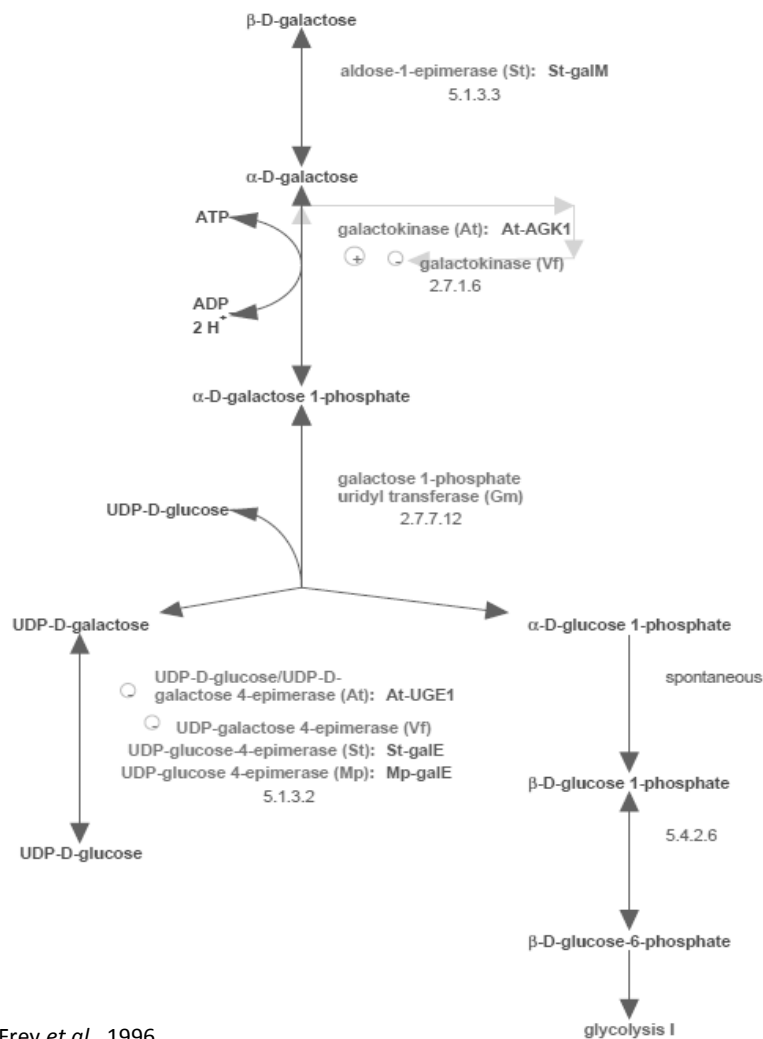 β-D-galactose
aldose-1-epimerase (St): St-galM
5.1.3.3
α-D-galactose
ATP
galactokinase (At): At-AGK1
+ - galactokinase (Vf)
2.7.1.6
ADP
2 H+
α-D-galactose 1-phosphate
galactose 1-phosphate
uridyl transferase (Gm)
UDP-D-glucose
2.7.7.12
UDP-D-galactose
α-D-glucose 1-phosphate
UDP-D-glucose/UDP-D-
- galactose 4-epimerase (At): At-UGE1
spontaneous
- UDP-galactose 4-epimerase (Vf)
UDP-glucose-4-epimerase (St): St-galE
UDP-glucose 4-epimerase (Mp): Mp-galE
5.1.3.2
β-D-glucose 1-phosphate
5.4.2.6
UDP-D-glucose
β-D-glucose-6-phosphate
glycolysis I
Frey et al., 1996